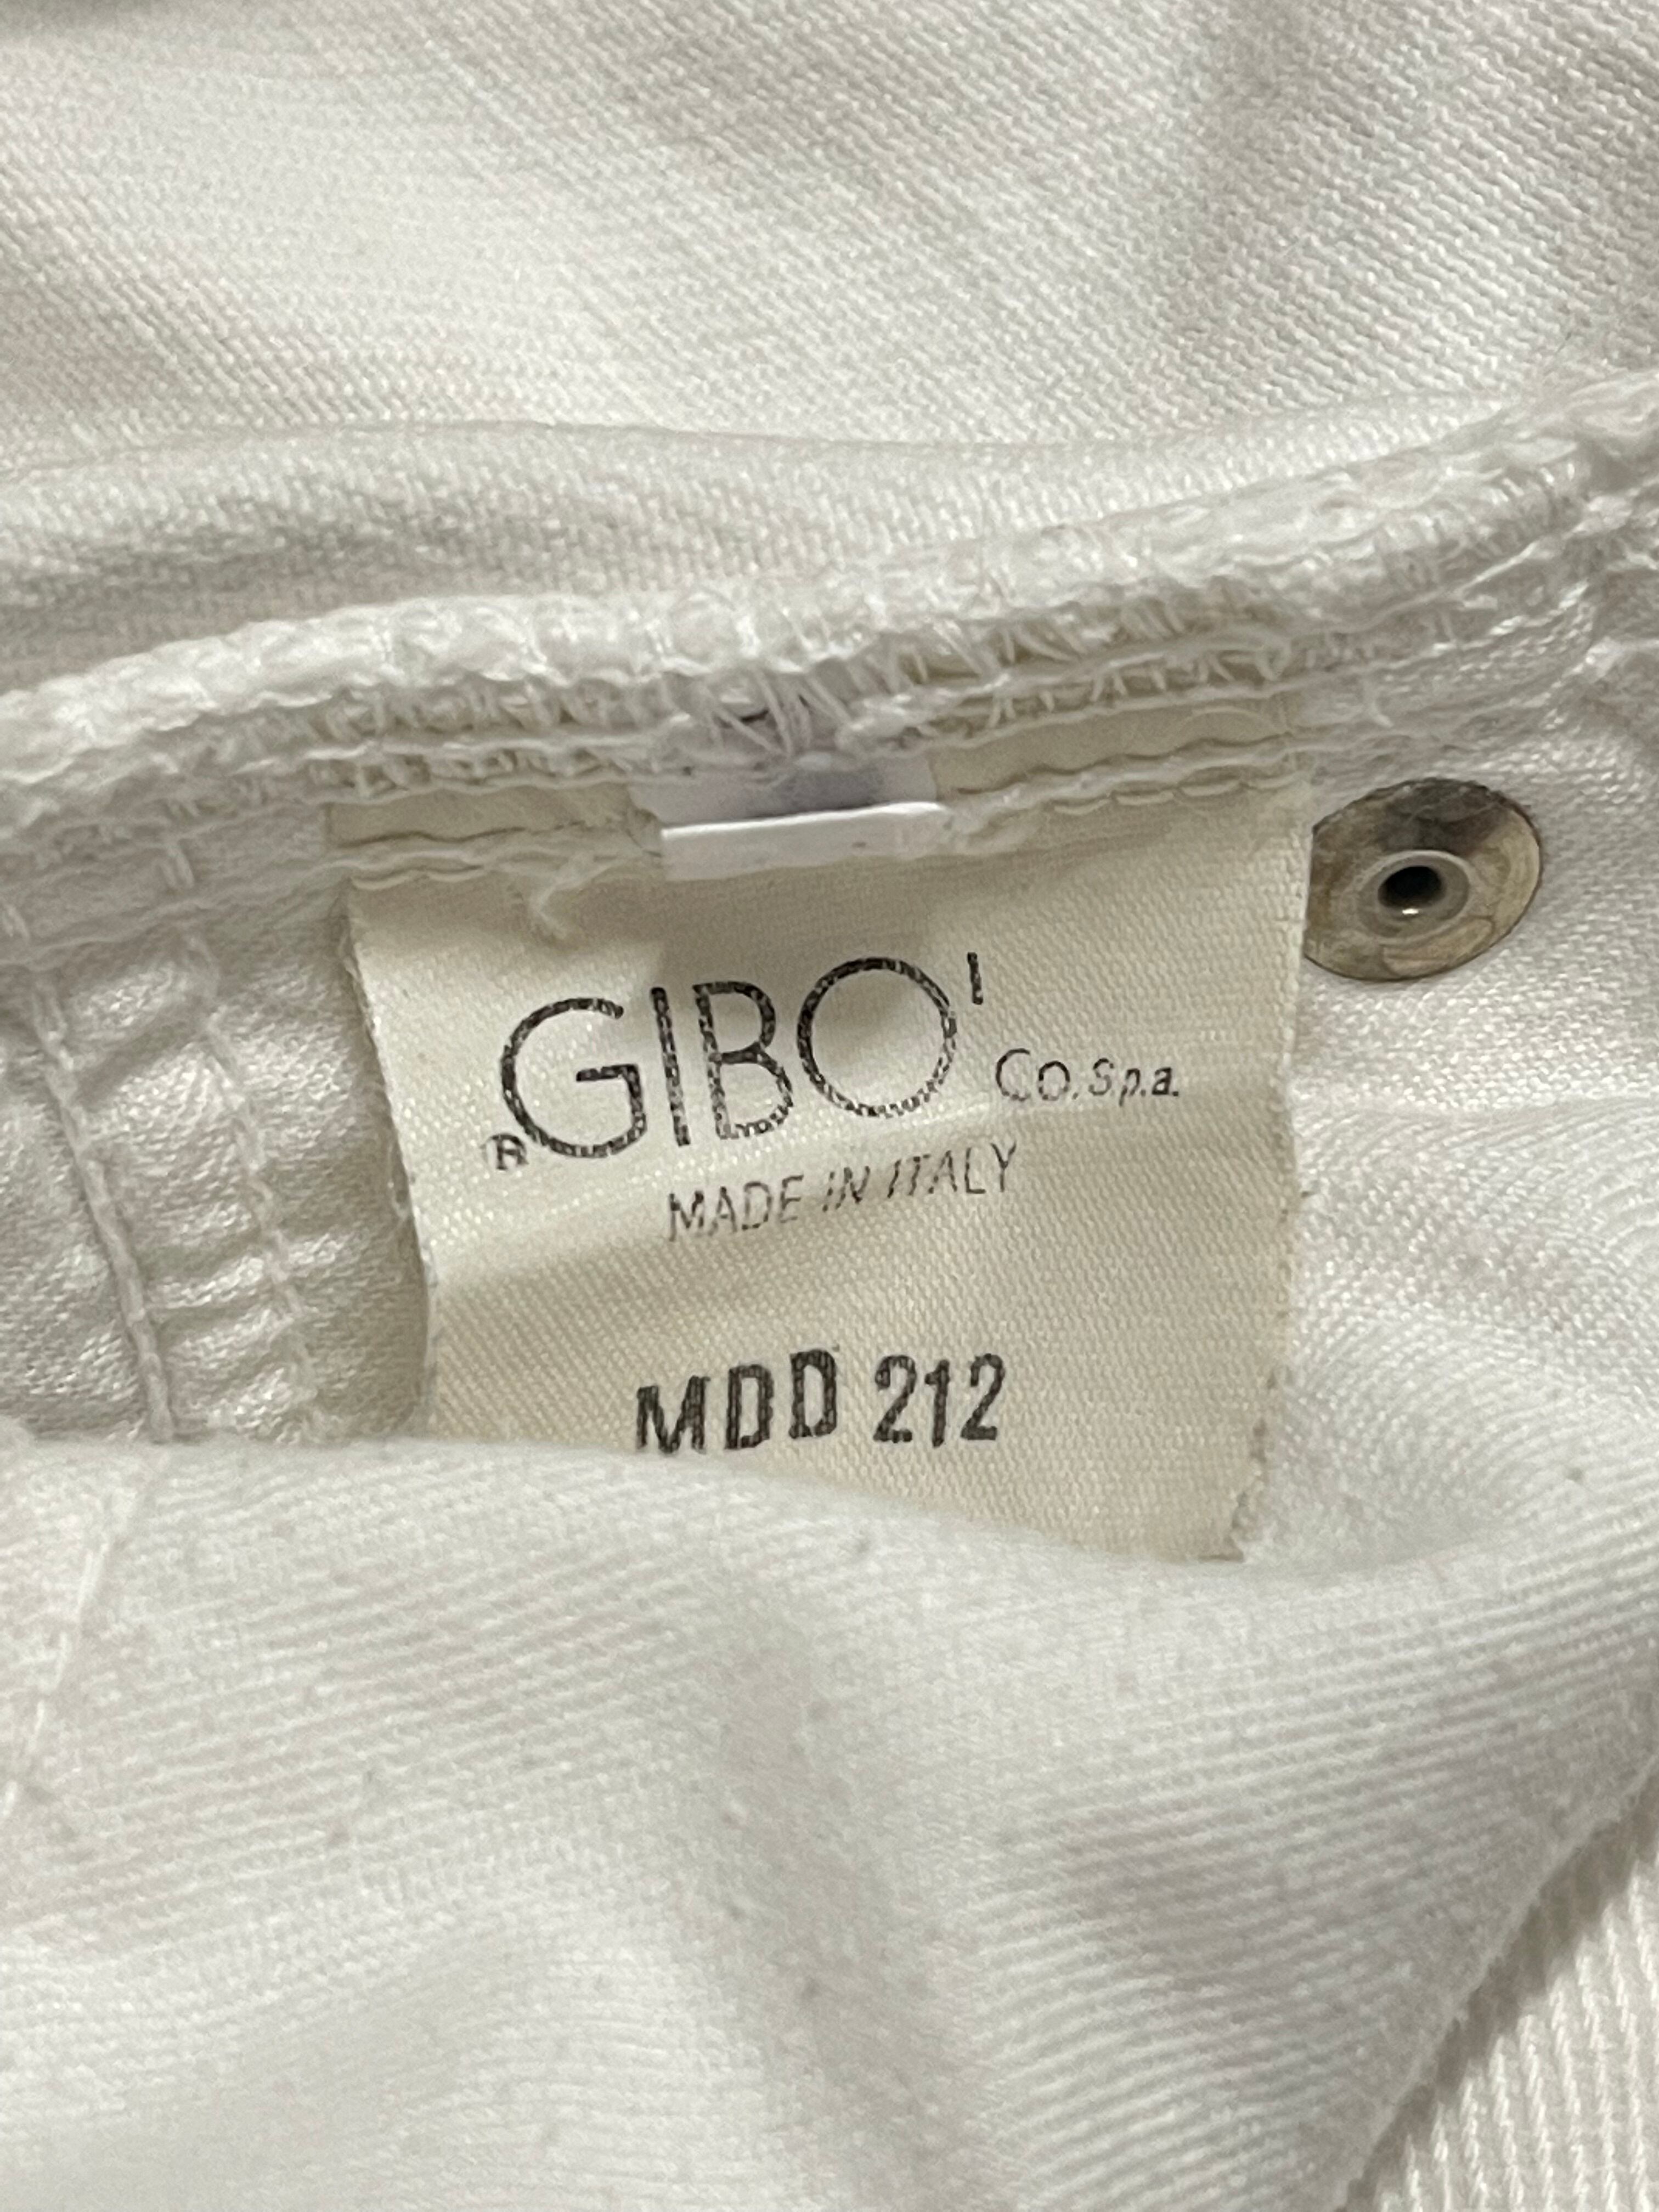 ®GIBO' Co. S.p.a.
MADE IN ITALY
MDD 212